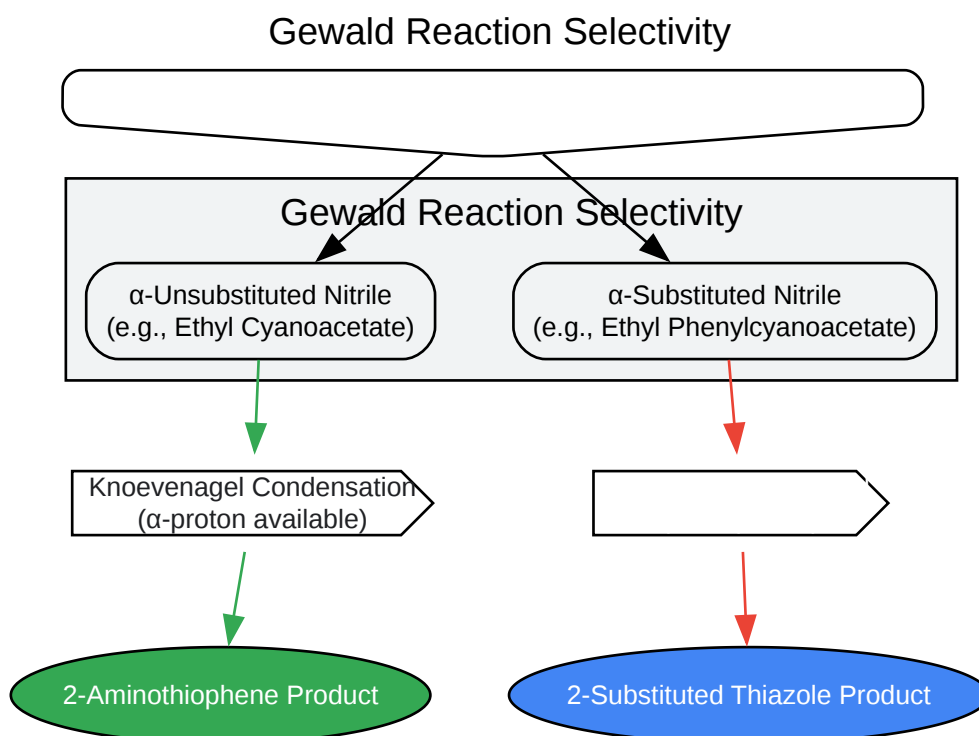 Gewald Reaction Selectivity
Gewald Reaction Selectivity
α-Unsubstituted Nitrile
(e.g., Ethyl Cyanoacetate)
α-Substituted Nitrile
(e.g., Ethyl Phenylcyanoacetate)
Knoevenagel Condensation
(α-proton available)
2-Aminothiophene Product
2-Substituted Thiazole Product